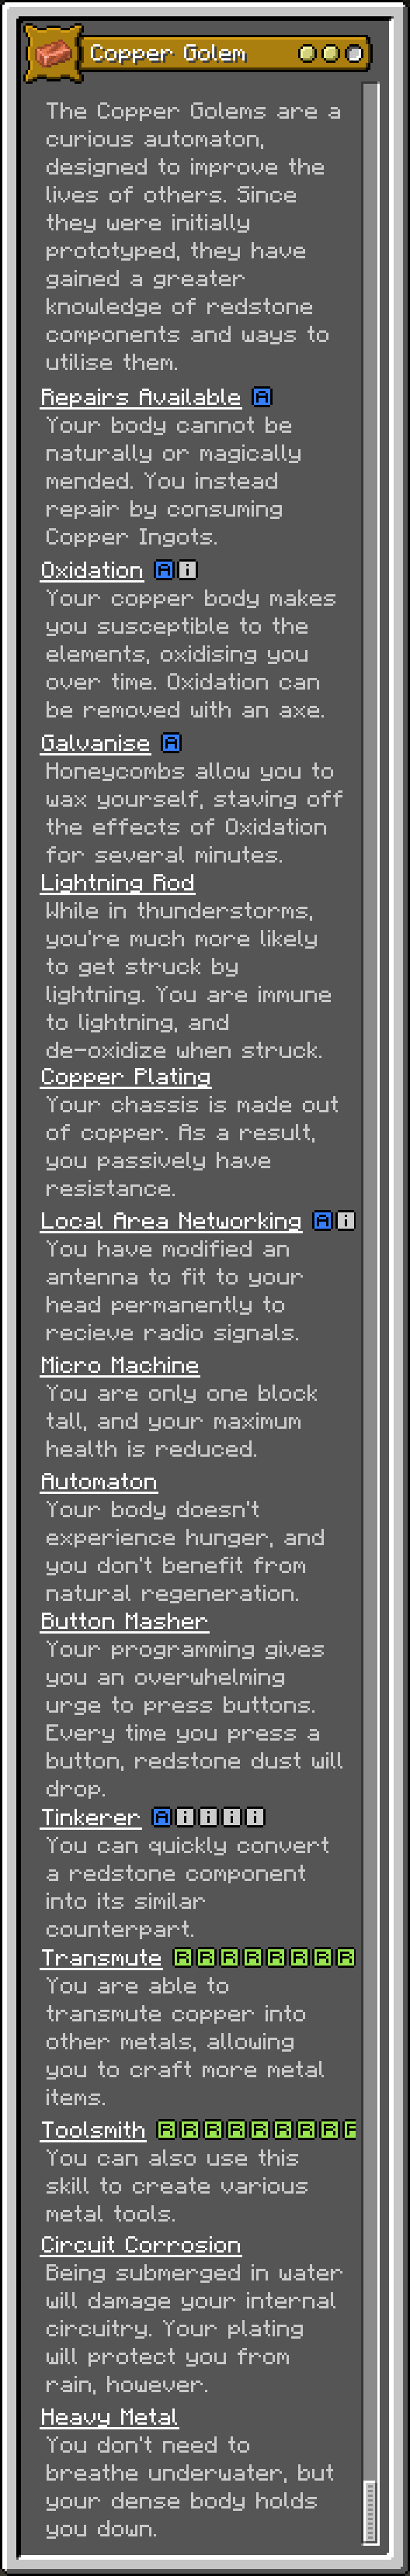 Copper Golem
The Copper Golems are a
curious automaton,
designed to improve the
lives of others. Since
they were initially
prototyped, they have
gained a greater
knowledge of redstone
components and ways to
utilise them.
Repairs Available A
Your body cannot be
naturally or magically
mended. You instead
repair by consuming
Copper Ingots.
Oxidation A i
Your copper body makes
you susceptible to the
elements, oxidising you
over time. Oxidation can
be removed with an axe.
Galvanise A
Honeycombs allow you to
wax yourself, staving off
the effects of Oxidation
for several minutes.
Lightning Rod
While in thunderstorms,
you're much more likely
to get struck by
lightning. You are immune
to lightning, and
de-oxidize when struck.
Copper Plating
Your chassis is made out
of copper. As a result,
you passively have
resistance.
Local Area Networking A i
You have modified an
antenna to fit to your
head permanently to
recieve radio signals.
Micro Machine
You are only one block
tall, and your maximum
health is reduced.
Automaton
Your body doesn't
experience hunger, and
you don't benefit from
natural regeneration.
Button Masher
Your programming gives
you an overwhelming
urge to press buttons.
Every time you press a
button, redstone dust will
drop.
Tinkerer A i i i i
You can quickly convert
a redstone component
into its similar
counterpart.
Transmute R R R R R R R R
You are able to
transmute copper into
other metals, allowing
you to craft more metal
items.
Toolsmith R R R R R R R R R
You can also use this
skill to create various
metal tools.
Circuit Corrosion
Being submerged in water
will damage your internal
circuitry. Your plating
will protect you from
rain, however.
Heavy Metal
You don't need to
breathe underwater, but
your dense body holds
you down.